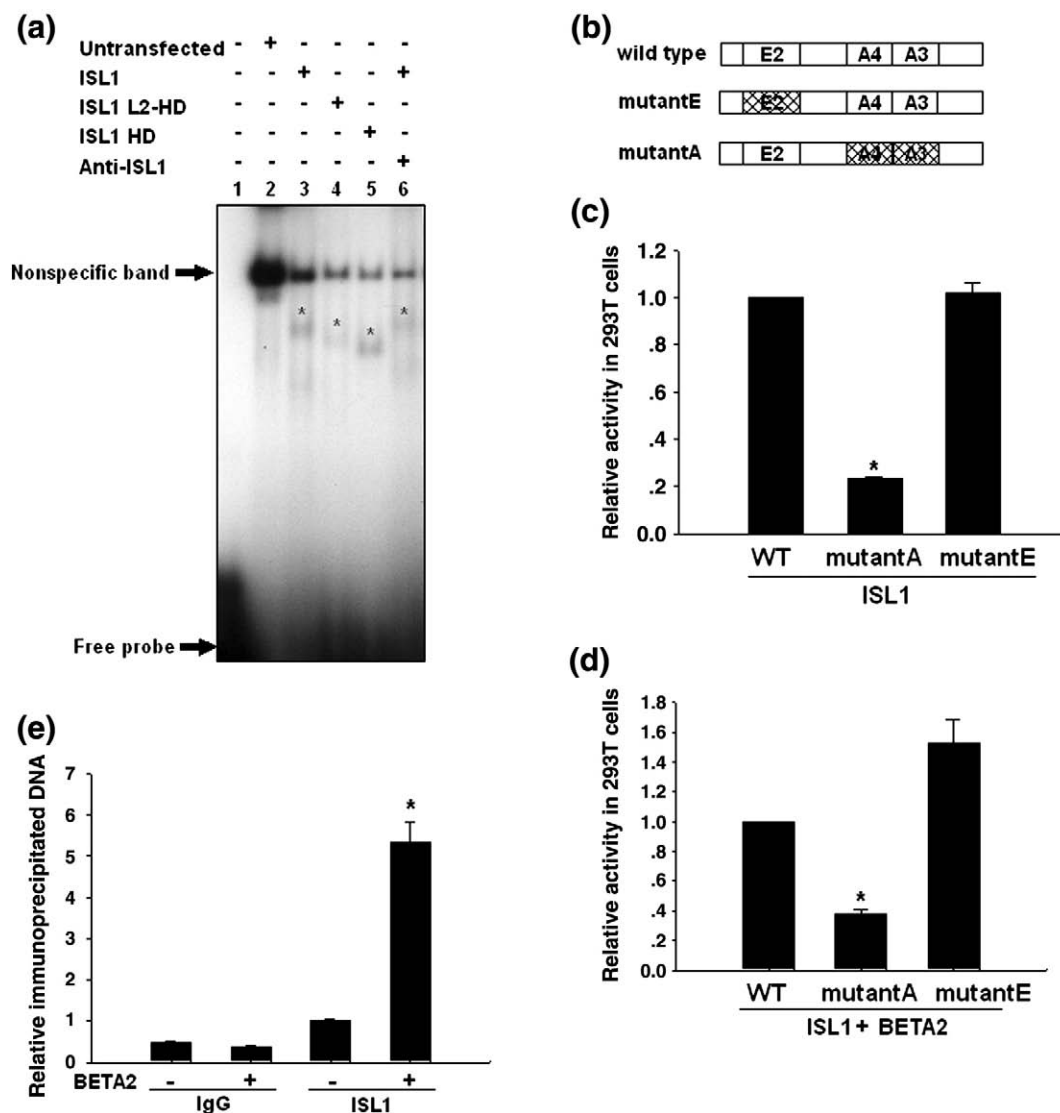 (a)
Untransfected - + - - - -
ISL1 - - + - - +
ISL1 L2-HD - - - + - -
ISL1 HD - - - - + -
Anti-ISL1 - - - - - +
1 2 3 4 5 6
Nonspecific band
* * * *
Free probe
(b)
wild type E2 A4 A3
mutantE E2 A4 A3
mutantA E2 A4 A3
(c)
Relative activity in 293T cells
1.2
1.0
.8
.6
.4
.2
0.0
*
WT mutantA mutantE
ISL1
(d)
Relative activity in 293T cells
1.8
1.6
1.4
1.2
1.0
.8
.6
.4
.2
0.0
*
WT mutantA mutantE
ISL1 + BETA2
(e)
Relative immunoprecipitated DNA
7
6
5
4
3
2
1
0
*
BETA2 - + - +
IgG ISL1